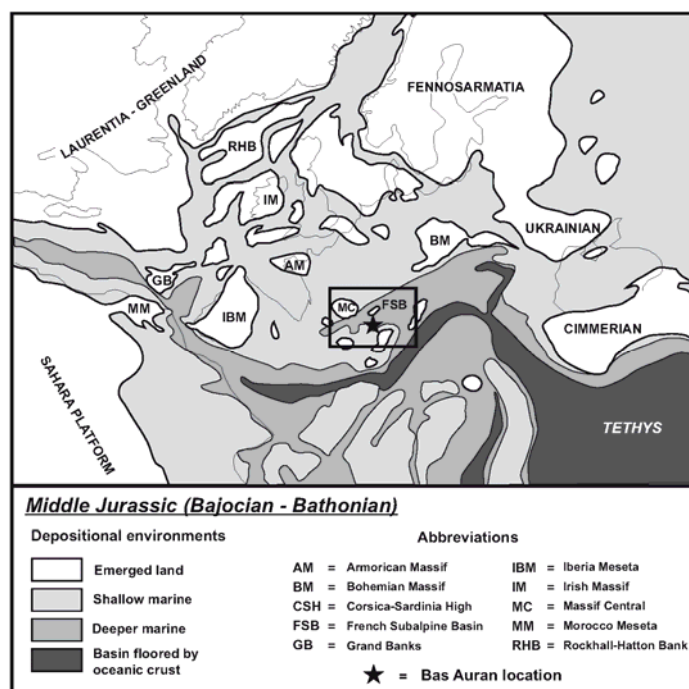 FENNOSARMATIA
LAURENTIA - GREENLAND
RHB
IM
UKRAINIAN
BM
AM
GB
MC
FSB
MM
IBM
CIMMERIAN
SAHARA PLATFORM
TETHYS
Middle Jurassic (Bajocian - Bathonian)
Depositional environments
Emerged land
Shallow marine
Deeper marine
Basin floored by
oceanic crust
Abbreviations
AM = Armorican Massif
BM = Bohemian Massif
CSH = Corsica-Sardinia High
FSB = French Subalpine Basin
GB = Grand Banks
IBM = Iberia Meseta
IM = Irish Massif
MC = Massif Central
MM = Morocco Meseta
RHB = Rockhall-Hatton Bank
★ = Bas Auran location